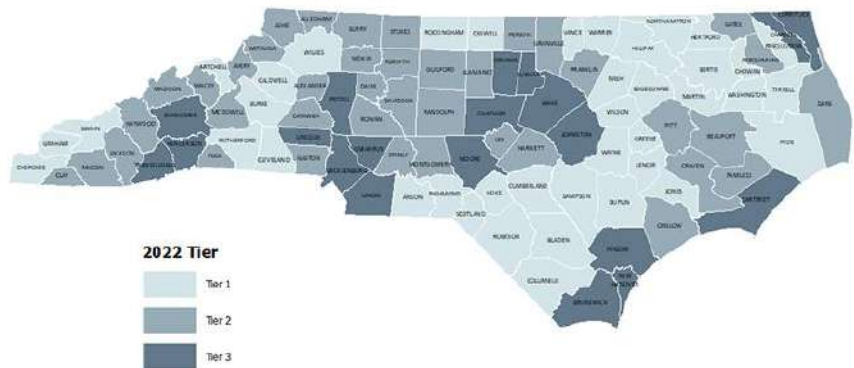 ASHE
ALLEGHANY
SURRY
STOKES
ROCKINGHAM
CASWELL
PERSON
VANCE
WARREN
NORTHAMPTON
GATES
CURRITUCK
CAMDEN
HERTFORD
HALIFAX
GRANVILLE
WILKES
YADKIN
FORSYTH
GUILFORD
ALAMANCE
ORANGE
DURHAM
FRANKLIN
NASH
BERTIE
CHOWAN
AVERY
MITCHELL
CALDWELL
ALEXANDER
IREDELL
DAVIE
DAVIDSON
RANDOLPH
CHATHAM
WAKE
WILSON
MARTIN
WASHINGTON
TYRRELL
DARE
MADISON
YANCEY
BURKE
MCDOWELL
CATAWBA
ROWAN
JOHNSTON
PITT
BEAUFORT
HYDE
HAYWOOD
BUNCOMBE
LINCOLN
CABARRUS
STANLY
MONTGOMERY
MOORE
LEE
HARNETT
WAYNE
GREENE
LENOIR
CRAVEN
PAMLICO
SWAIN
GRAHAM
JACKSON
HENDERSON
RUTHERFORD
POLK
CLEVELAND
GASTON
MECKLENBURG
CHEROKEE
CLAY
MACON
TRANSYLVANIA
UNION
ANSON
RICHMOND
HOKE
CUMBERLAND
SAMPSON
DUPLIN
JONES
CARTERET
ONSLOW
SCOTLAND
ROBESON
BLADEN
PENDER
COLUMBUS
NEW
HANOVER
BRUNSWICK
2022 Tier
Tier 1
Tier 2
Tier 3